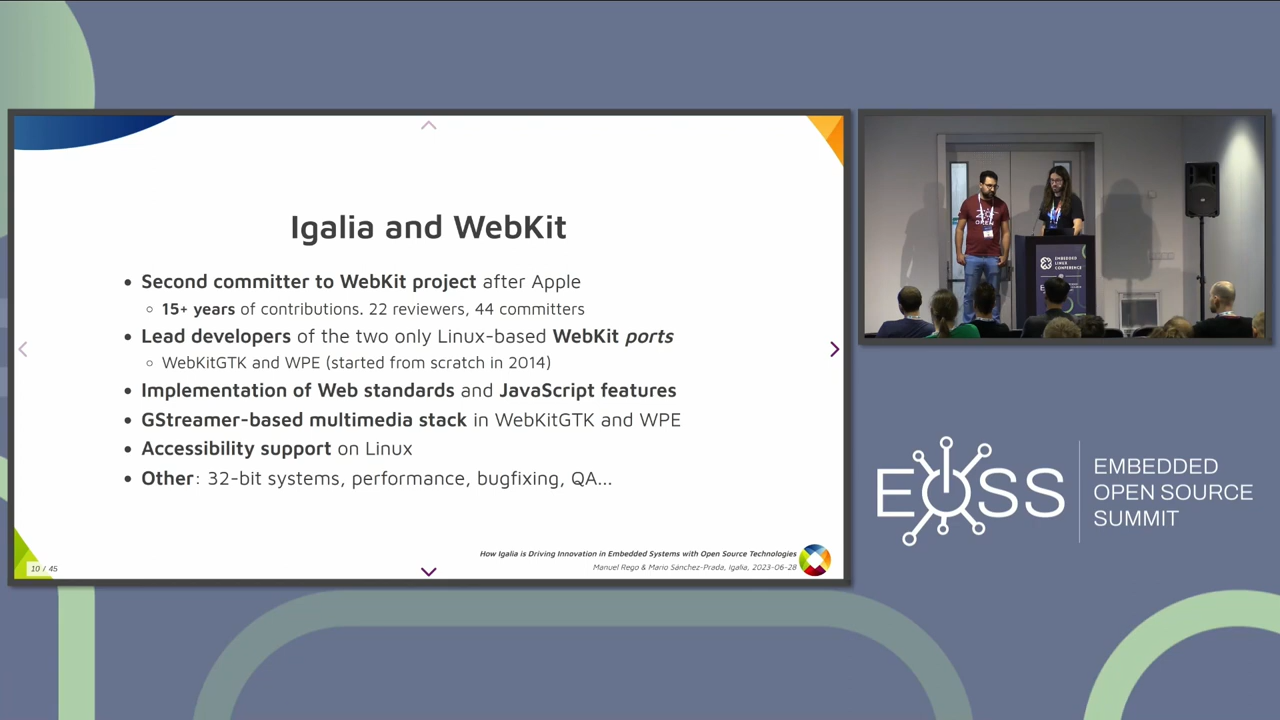 Igalia and WebKit
• Second committer to WebKit project after Apple
◦ 15+ years of contributions. 22 reviewers, 44 committers
• Lead developers of the two only Linux-based WebKit ports
◦ WebKitGTK and WPE (started from scratch in 2014)
• Implementation of Web standards and JavaScript features
• GStreamer-based multimedia stack in WebKitGTK and WPE
• Accessibility support on Linux
• Other: 32-bit systems, performance, bugfixing, QA...
How Igalia is Driving Innovation in Embedded Systems with Open Source Technologies
Manuel Rego & Mario Sánchez-Prada, Igalia, 2023-06-28
10 / 45
EMBEDDED
LINUX
CONFERENCE
EOSS
EMBEDDED
OPEN SOURCE
SUMMIT